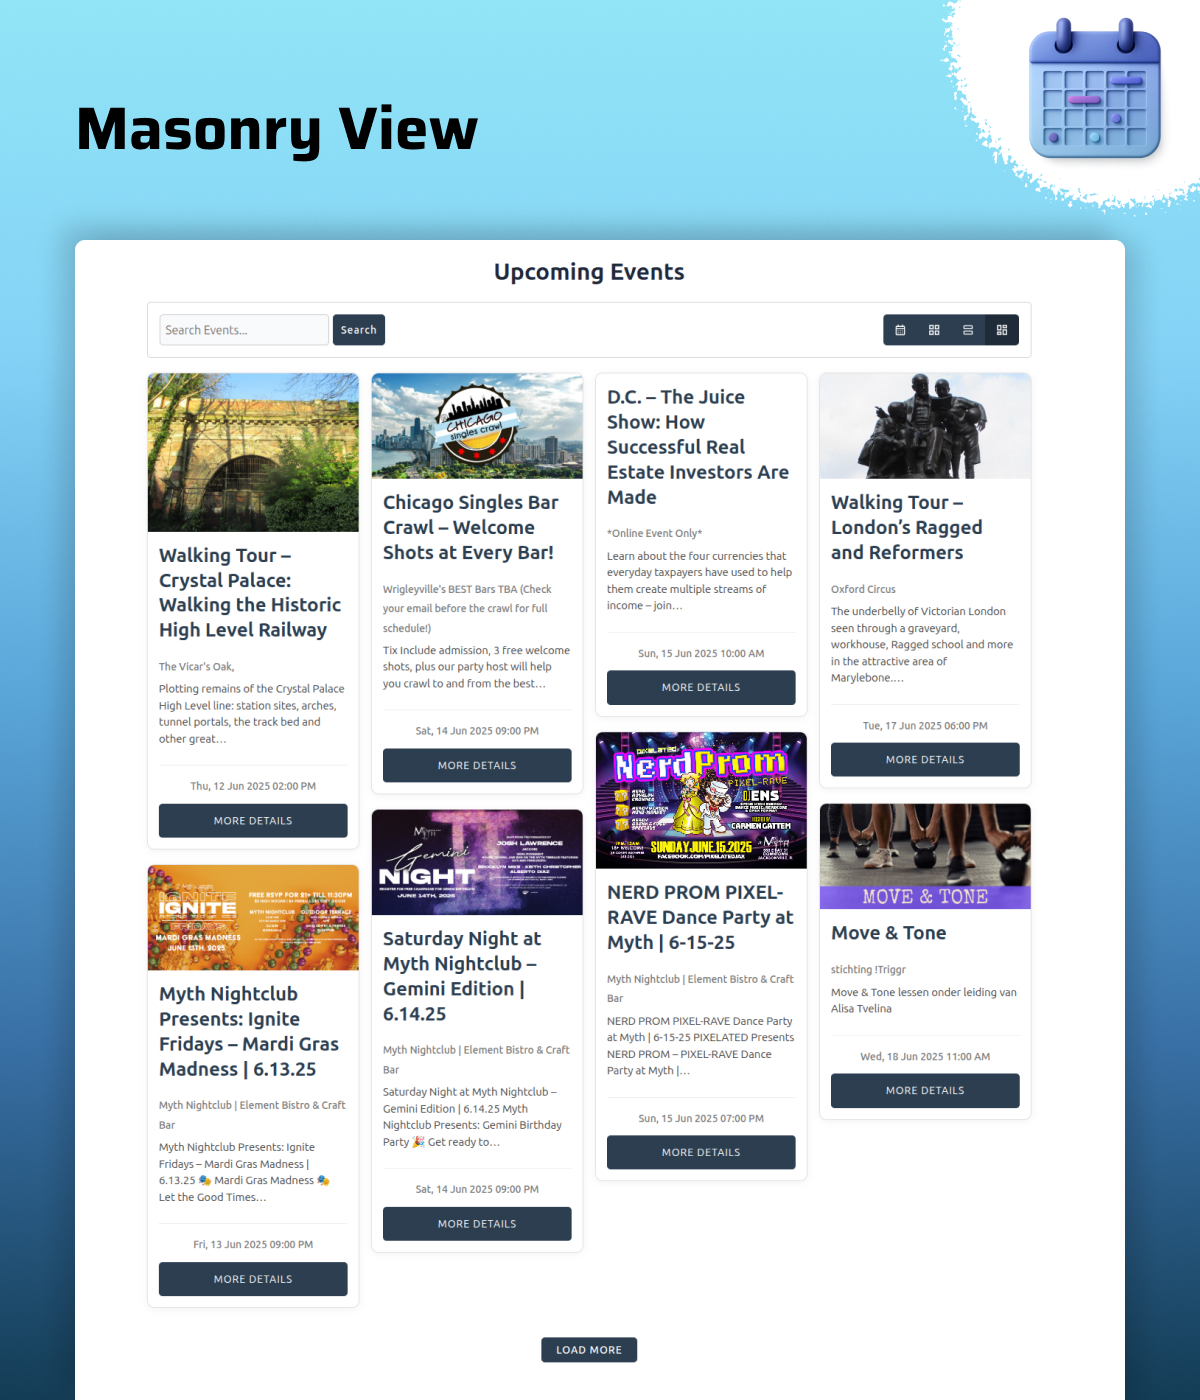 Masonry View
Upcoming Events
Search Events...
Search
Walking Tour –
Crystal Palace:
Walking the Historic
High Level Railway
The Vicar's Oak,
Plotting remains of the Crystal Palace
High Level line: station sites, arches,
tunnel portals, the track bed and
other great…
Thu, 12 Jun 2025 02:00 PM
MORE DETAILS
IGNITE
FREE RSVP FOR 21+ TILL 11:30PM
MYTH NIGHTCLUB
OUTDOOR TERRACE
MARDI GRAS MADNESS
JUNE 13TH, 2025
Myth Nightclub
Presents: Ignite
Fridays – Mardi Gras
Madness | 6.13.25
Myth Nightclub | Element Bistro & Craft
Bar
Myth Nightclub Presents: Ignite
Fridays – Mardi Gras Madness |
6.13.25 🎭 Mardi Gras Madness 🎭
Let the Good Times…
Fri, 13 Jun 2025 09:00 PM
MORE DETAILS
CHICAGO
singles crawl
Chicago Singles Bar
Crawl – Welcome
Shots at Every Bar!
Wrigleyville's BEST Bars TBA (Check
your email before the crawl for full
schedule!)
Tix Include admission, 3 free welcome
shots, plus our party host will help
you crawl to and from the best…
Sat, 14 Jun 2025 09:00 PM
MORE DETAILS
Myth
Gemini
NIGHT
JUNE 14TH, 2025
JOSH LAWRENCE
BROOKLYN MIKE · KEITH CHRISTOPHER
ALBERTO DIAZ
Saturday Night at
Myth Nightclub –
Gemini Edition |
6.14.25
Myth Nightclub | Element Bistro & Craft
Bar
Saturday Night at Myth Nightclub –
Gemini Edition | 6.14.25 Myth
Nightclub Presents: Gemini Birthday
Party 🎉 Get ready to…
Sat, 14 Jun 2025 09:00 PM
MORE DETAILS
D.C. – The Juice
Show: How
Successful Real
Estate Investors Are
Made
*Online Event Only*
Learn about the four currencies that
everyday taxpayers have used to help
them create multiple streams of
income – join…
Sun, 15 Jun 2025 10:00 AM
MORE DETAILS
PIXELATED
NerdProm
PIXEL-RAVE
DJ ENS
CARMEN GATTEM
SUNDAY JUNE.15.2025
FACEBOOK.COM/PIXELATEDJAX
MYTH
NERD PROM PIXEL-
RAVE Dance Party at
Myth | 6-15-25
Myth Nightclub | Element Bistro & Craft
Bar
NERD PROM PIXEL-RAVE Dance Party
at Myth | 6-15-25 PIXELATED Presents
NERD PROM – PIXEL-RAVE Dance
Party at Myth |…
Sun, 15 Jun 2025 07:00 PM
MORE DETAILS
Walking Tour –
London’s Ragged
and Reformers
Oxford Circus
The underbelly of Victorian London
seen through a graveyard,
workhouse, Ragged school and more
in the attractive area of
Marylebone.…
Tue, 17 Jun 2025 06:00 PM
MORE DETAILS
MOVE & TONE
Move & Tone
stichting !Triggr
Move & Tone lessen onder leiding van
Alisa Tvelina
Wed, 18 Jun 2025 11:00 AM
MORE DETAILS
LOAD MORE